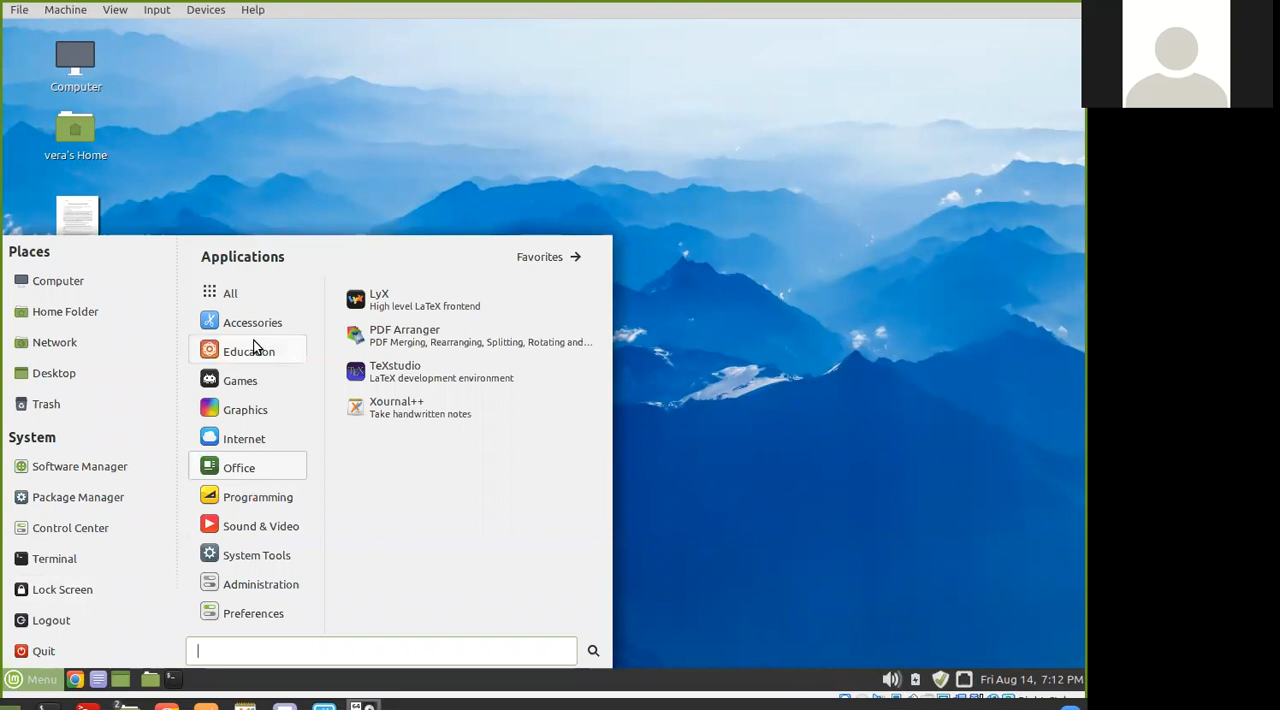 File Machine View Input Devices Help
Computer
vera's Home
Places
Computer
Home Folder
Network
Desktop
Trash
System
Software Manager
Package Manager
Control Center
Terminal
Lock Screen
Logout
Quit
Applications
Favorites
All
Accessories
Education
Games
Graphics
Internet
Office
Programming
Sound & Video
System Tools
Administration
Preferences
LyX
High level LaTeX frontend
PDF Arranger
PDF Merging, Rearranging, Splitting, Rotating and...
TeXstudio
LaTeX development environment
Xournal++
Take handwritten notes
Menu
Fri Aug 14, 7:12 PM